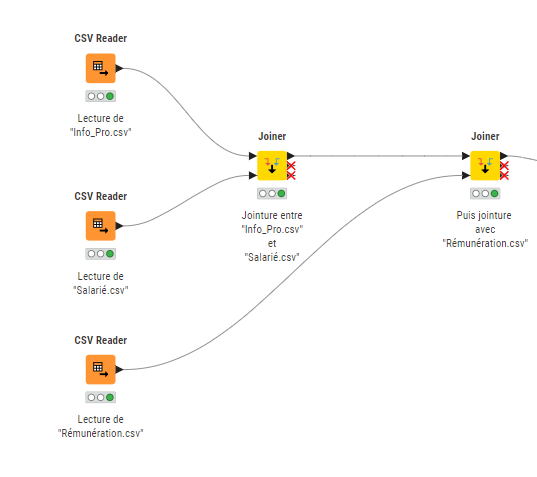 CSV Reader
Lecture de
"Info_Pro.csv"
CSV Reader
Lecture de
"Salarié.csv"
CSV Reader
Lecture de
"Rémunération.csv"
Joiner
Jointure entre
"Info_Pro.csv"
et
"Salarié.csv"
Joiner
Puis jointure
avec
"Rémunération.csv"